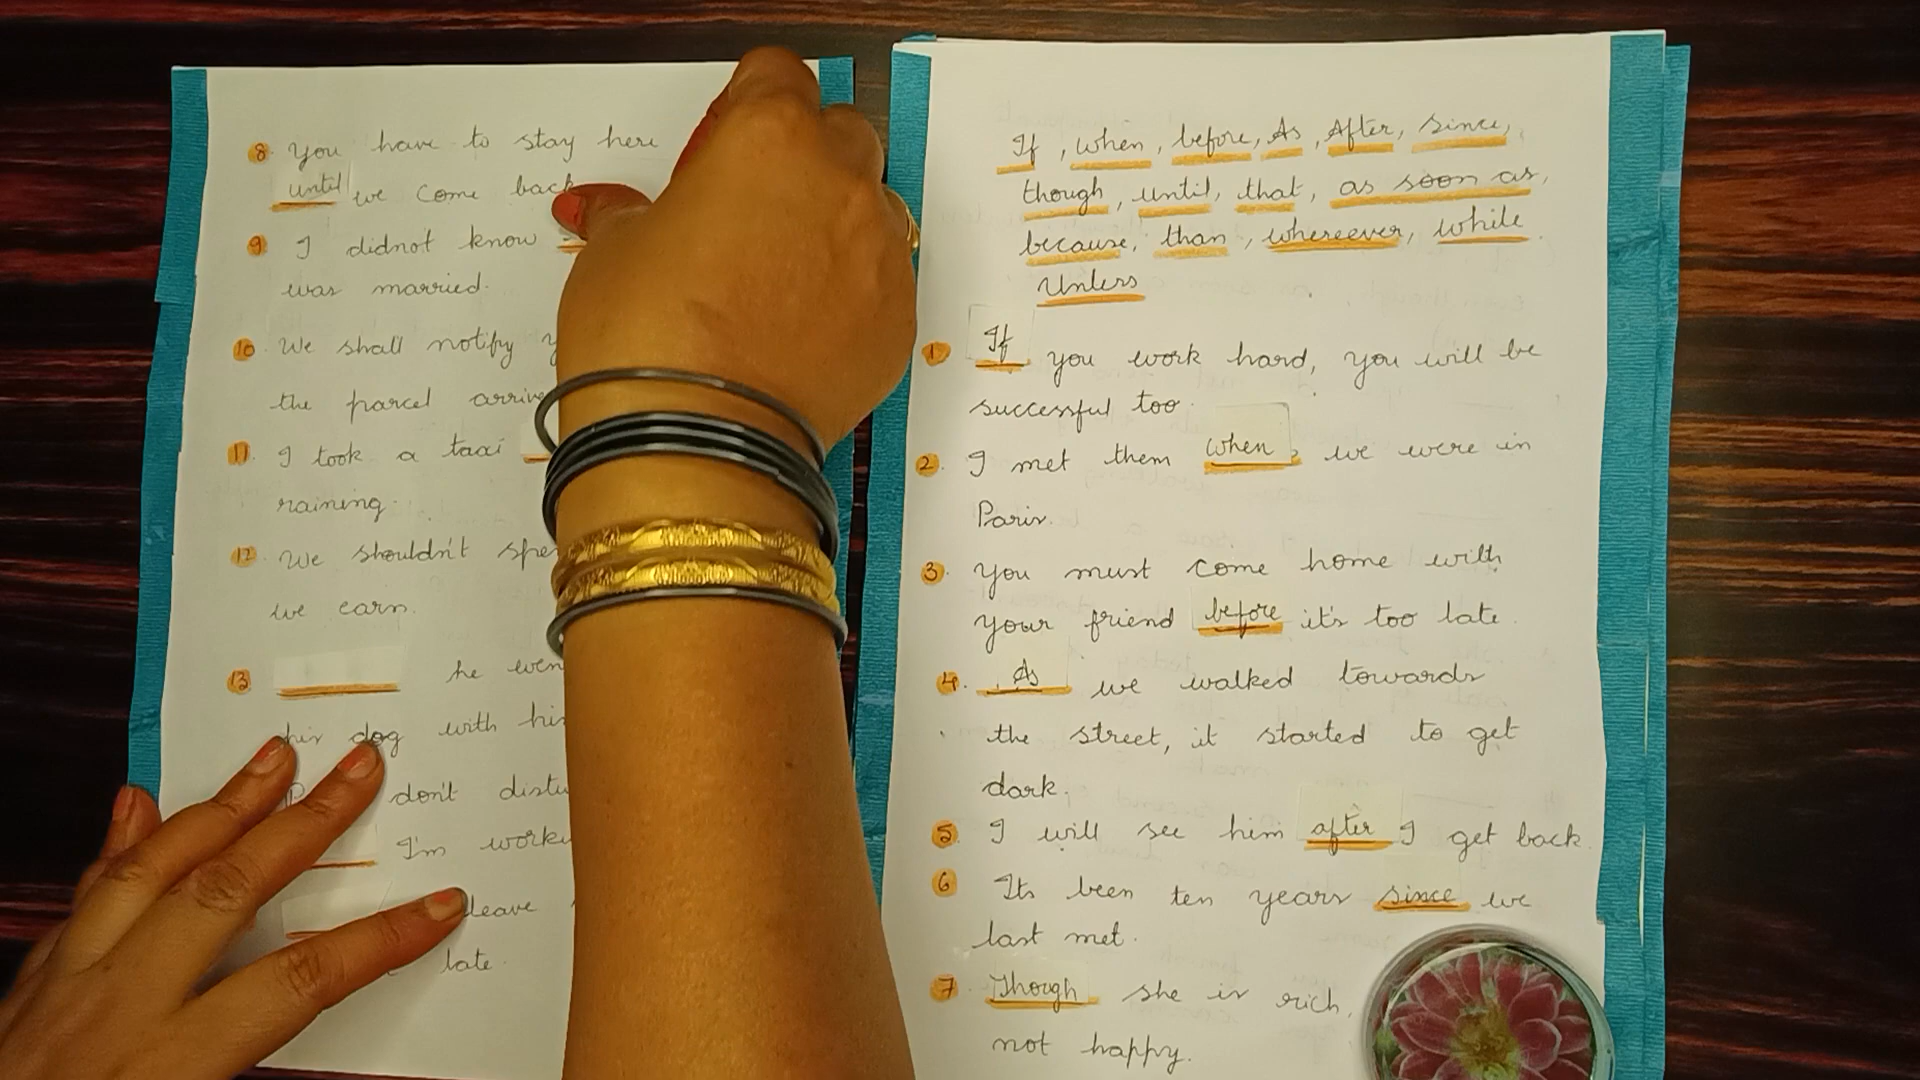 8. You have to stay here
until we come back
9. I didnot know
was married.
10. We shall notify
the parcel arrive
11. I took a taxi
raining.
12. We shouldn't spe
we earn.
13. he wen
his dog with his
don't distu
I'm worki
leave
late.
If, when, before, As, After, since,
though, until, that, as soon as,
because, than, whereever, while
Unless
1. If you work hard, you will be
successful too.
2. I met them when, we were in
Paris.
3. You must come home with
your friend before it's too late.
4. As we walked towards
the street, it started to get
dark.
5. I will see him after I get back.
6 Its been ten years since we
last met.
7. Though she is rich,
not happy.